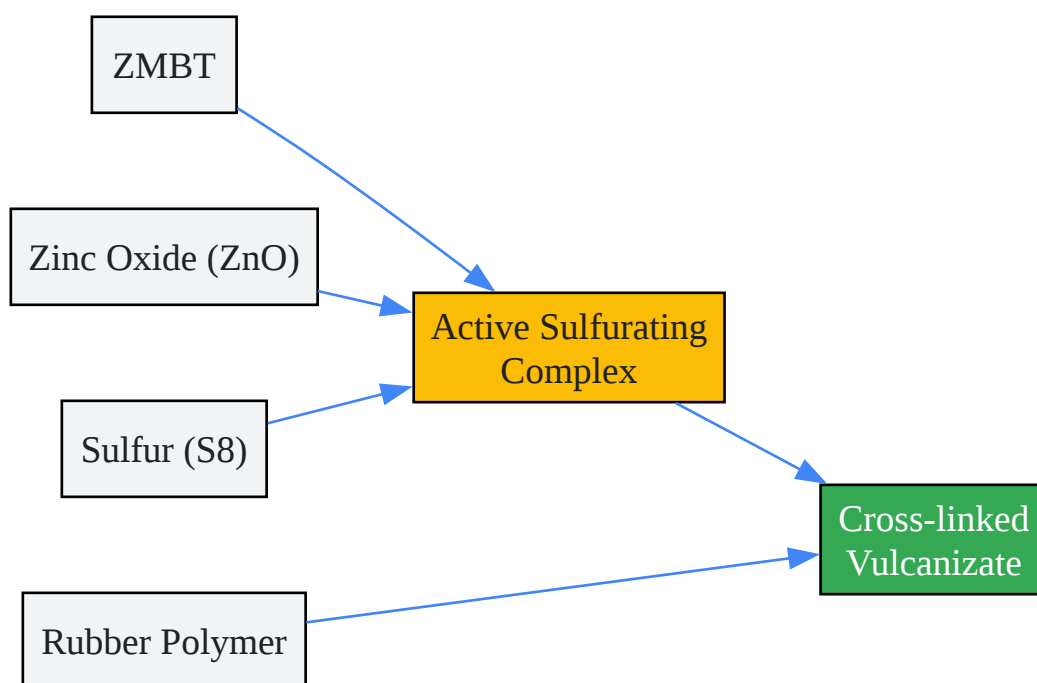 ZMBT
Zinc Oxide (ZnO)
Sulfur (S8)
Rubber Polymer
Active Sulfurating
Complex
Cross-linked
Vulcanizate